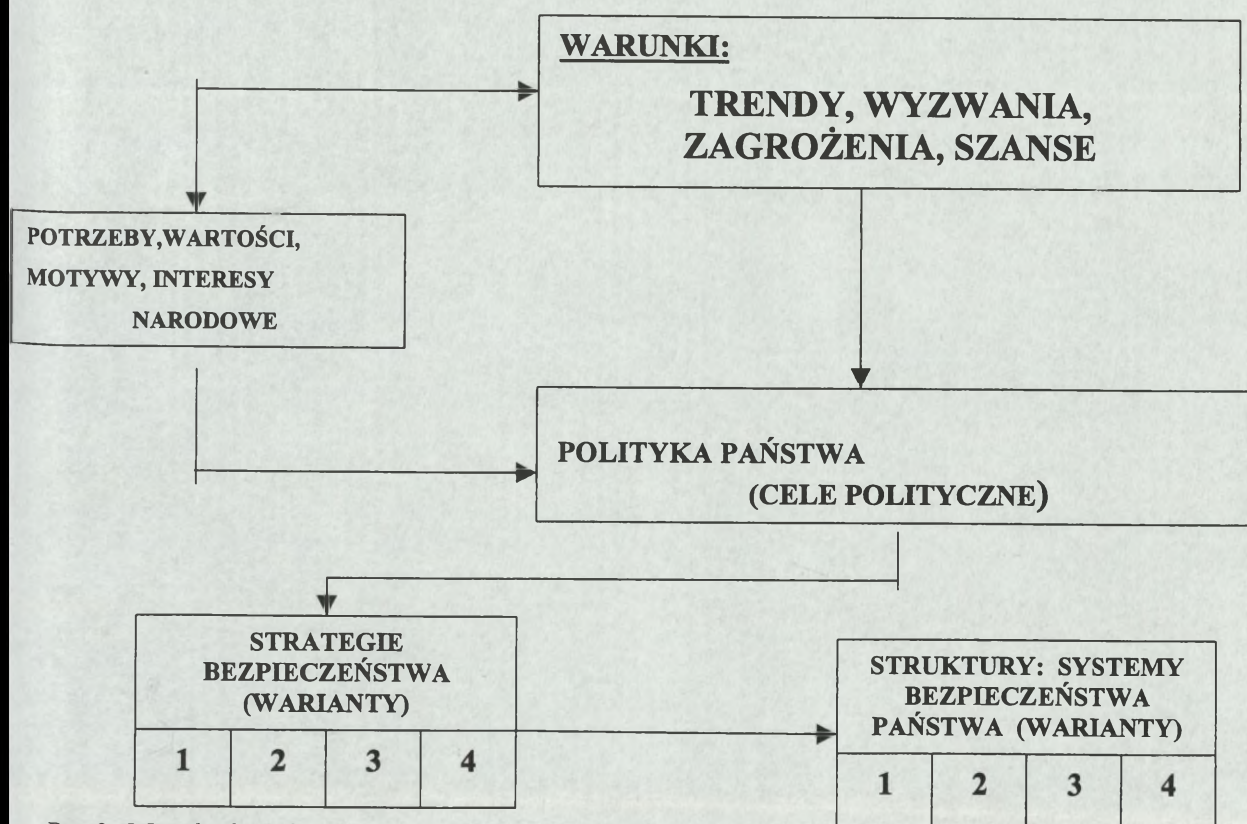 WARUNKI:
TRENDY, WYZWANIA,
ZAGROŻENIA, SZANSE
POTRZEBY,WARTOŚCI,
MOTYWY, INTERESY
NARODOWE
POLITYKA PAŃSTWA
(CELE POLITYCZNE)
STRATEGIE
BEZPIECZEŃSTWA
(WARIANTY)
1 2 3 4
STRUKTURY: SYSTEMY
BEZPIECZEŃSTWA
PAŃSTWA (WARIANTY)
1 2 3 4